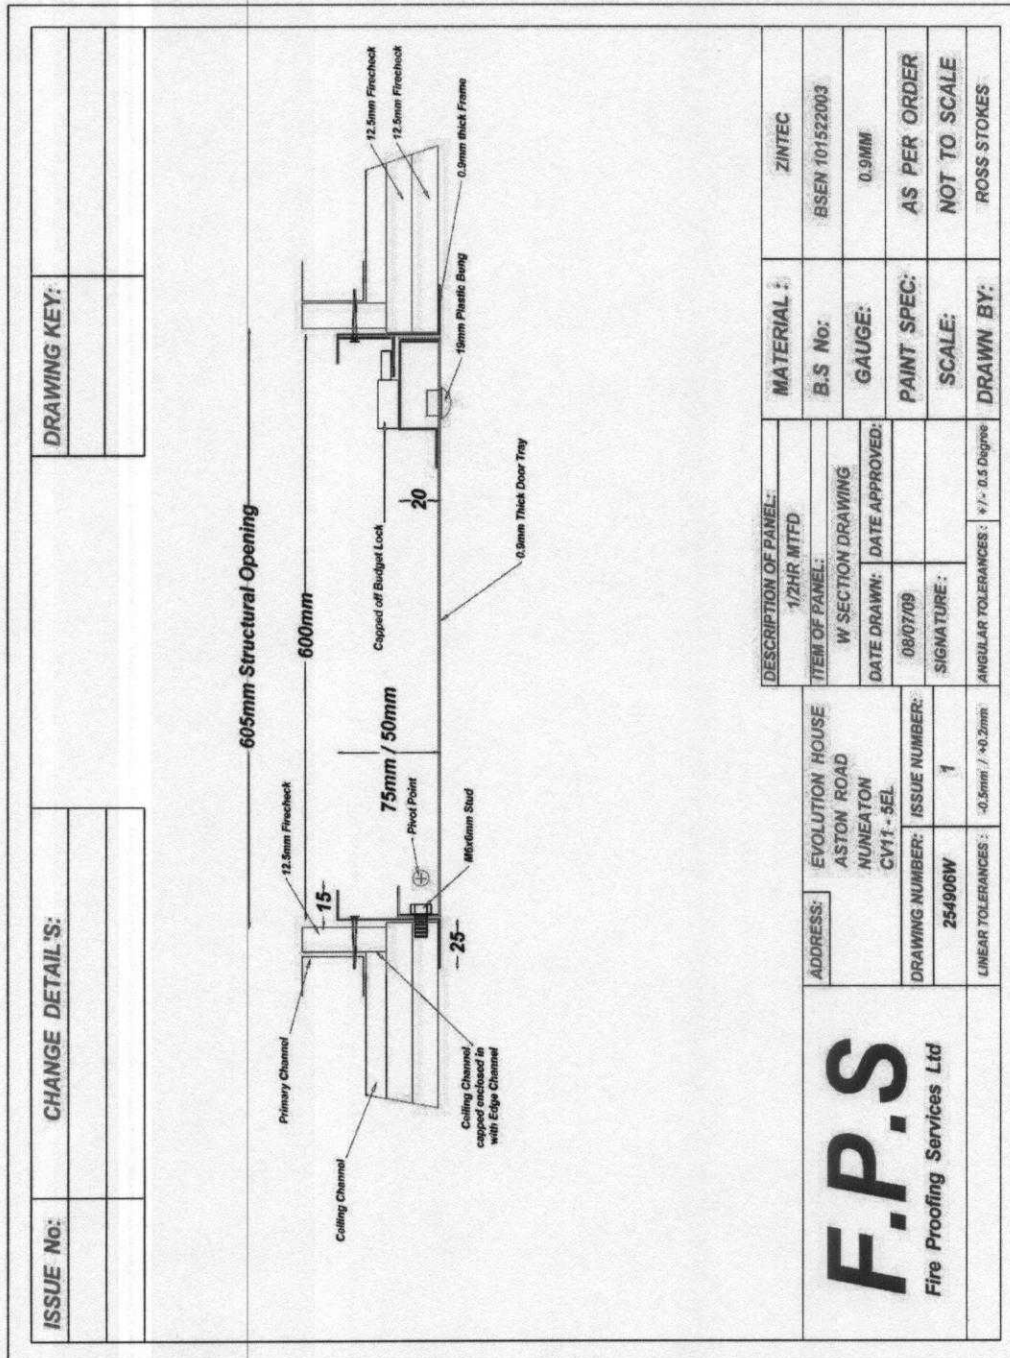 ISSUE No:
CHANGE DETAIL'S:
DRAWING KEY:
605mm Structural Opening
600mm
12.5mm Firecheck
12.5mm Firecheck
12.5mm Firecheck
Primary Channel
15
Ceiling Channel
75mm / 50mm
Capped off Budget Lock
20
Pivot Point
0.9mm thick Frame
19mm Plastic Bung
M6x6mm Stud
25
Ceiling Channel
capped enclosed in
with Edge Channel
0.9mm Thick Door Tray
F.P.S
Fire Proofing Services Ltd
ADDRESS:
EVOLUTION HOUSE
ASTON ROAD
NUNEATON
CV11 - 5EL
DRAWING NUMBER:
254906W
ISSUE NUMBER:
1
LINEAR TOLERANCES : -0.5mm / +0.2mm
DESCRIPTION OF PANEL:
1/2HR MTFD
ITEM OF PANEL:
W SECTION DRAWING
DATE DRAWN:
08/07/09
DATE APPROVED:
SIGNATURE :
ANGULAR TOLERANCES : +/- 0.5 Degree
MATERIAL : ZINTEC
B.S No: BSEN 101522003
GAUGE: 0.9MM
PAINT SPEC: AS PER ORDER
SCALE: NOT TO SCALE
DRAWN BY: ROSS STOKES